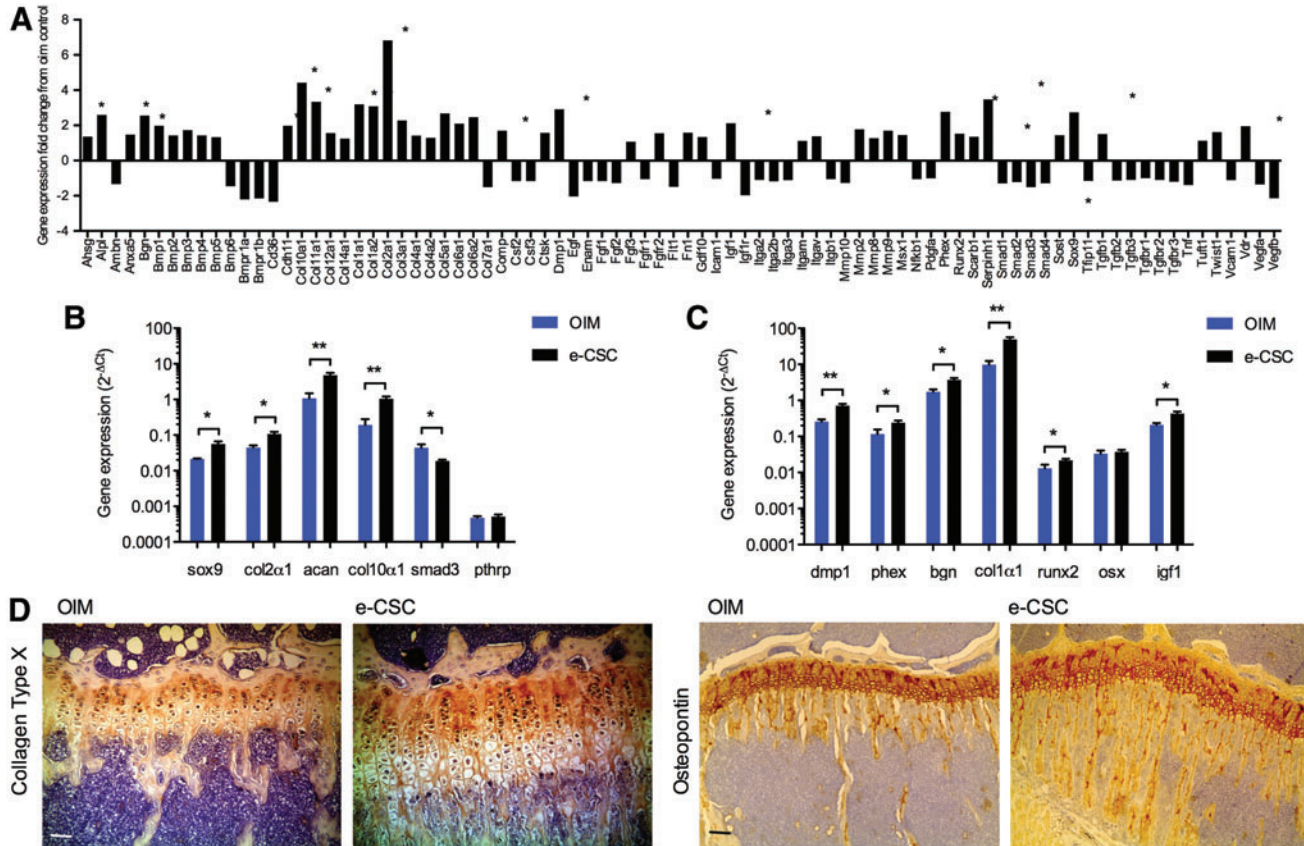 A
Gene expression fold change from oim control
8
6
4
2
0
-2
-4
* * * * * * * * * * * * * * * * * *
Ahsg Alpl Ambn Anxa5 Bgn Bmp1 Bmp2 Bmp3 Bmp4 Bmp5 Bmp6 Bmpr1a Bmpr1b Cd36 Cdh11 Col10a1 Col11a1 Col12a1 Col14a1 Col1a1 Col1a2 Col2a1 Col3a1 Col4a1 Col4a2 Col5a1 Col6a1 Col6a2 Col7a1 Comp Csf2 Csf3 Ctsk Dmp1 Egf Enam Fgf1 Fgf2 Fgf3 Fgfr1 Fgfr2 Flt1 Fn1 Gdf10 Icam1 Igf1 Igf1r Itga2 Itga2b Itga3 Itgam Itgav Itgb1 Mmp10 Mmp2 Mmp8 Mmp9 Msx1 Nfkb1 Pdgfa Phex Runx2 Scarb1 Serpinh1 Smad1 Smad2 Smad3 Smad4 Sost Sox9 Tfip11 Tgfb1 Tgfb2 Tgfb3 Tgfbr1 Tgfbr2 Tgfbr3 Tnf Tuft1 Twist1 Vcam1 Vdr Vegfa Vegfb
B
Gene expression (2-ΔCt)
100
10
1
0.1
0.01
0.001
0.0001
* * ** ** *
sox9 col2α1 acan col10α1 smad3 pthrp
OIM
e-CSC
C
Gene expression (2-ΔCt)
100
10
1
0.1
0.01
0.001
0.0001
** * * ** * *
dmp1 phex bgn col1α1 runx2 osx igf1
OIM
e-CSC
D
OIM e-CSC
Collagen Type X
OIM e-CSC
Osteopontin